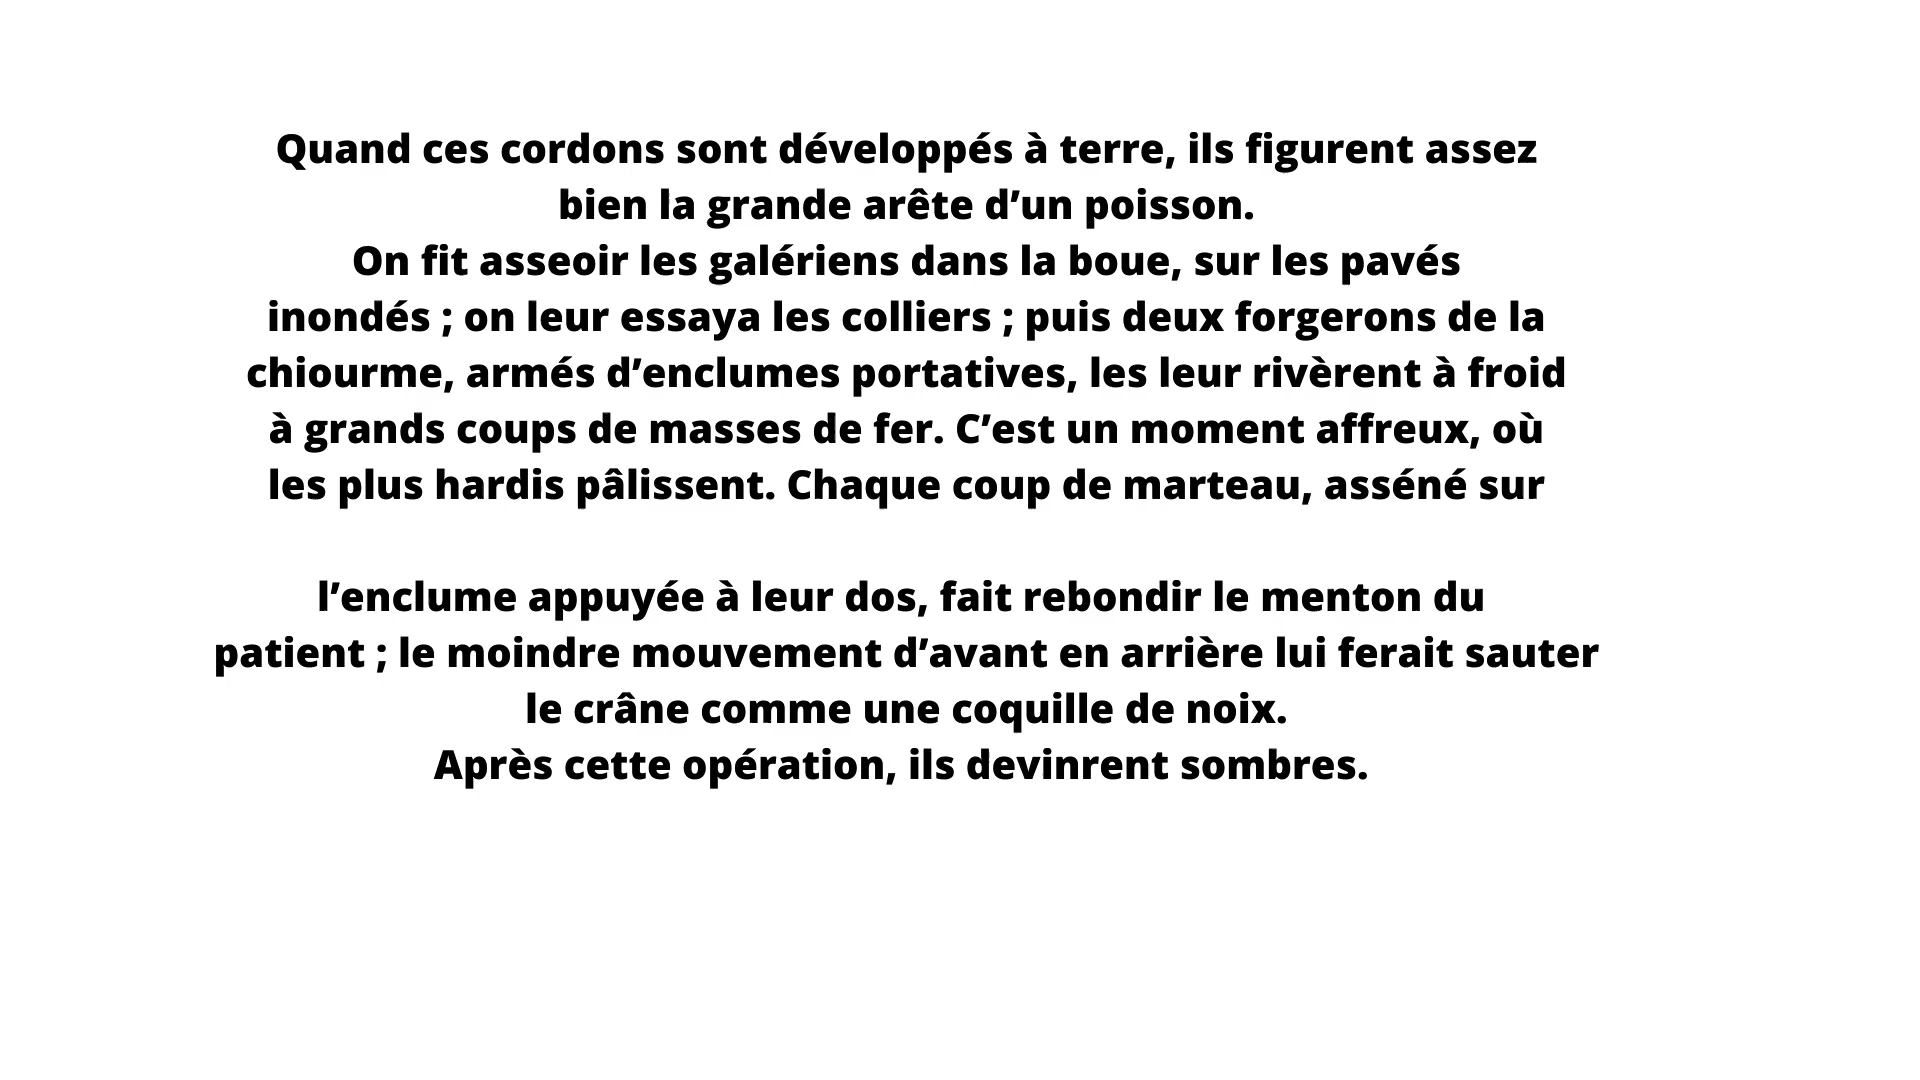 Quand ces cordons sont développés à terre, ils figurent assez
bien la grande arête d’un poisson.
On fit asseoir les galériens dans la boue, sur les pavés
inondés ; on leur essaya les colliers ; puis deux forgerons de la
chiourme, armés d’enclumes portatives, les leur rivèrent à froid
à grands coups de masses de fer. C’est un moment affreux, où
les plus hardis pâlissent. Chaque coup de marteau, asséné sur
l’enclume appuyée à leur dos, fait rebondir le menton du
patient ; le moindre mouvement d’avant en arrière lui ferait sauter
le crâne comme une coquille de noix.
Après cette opération, ils devinrent sombres.